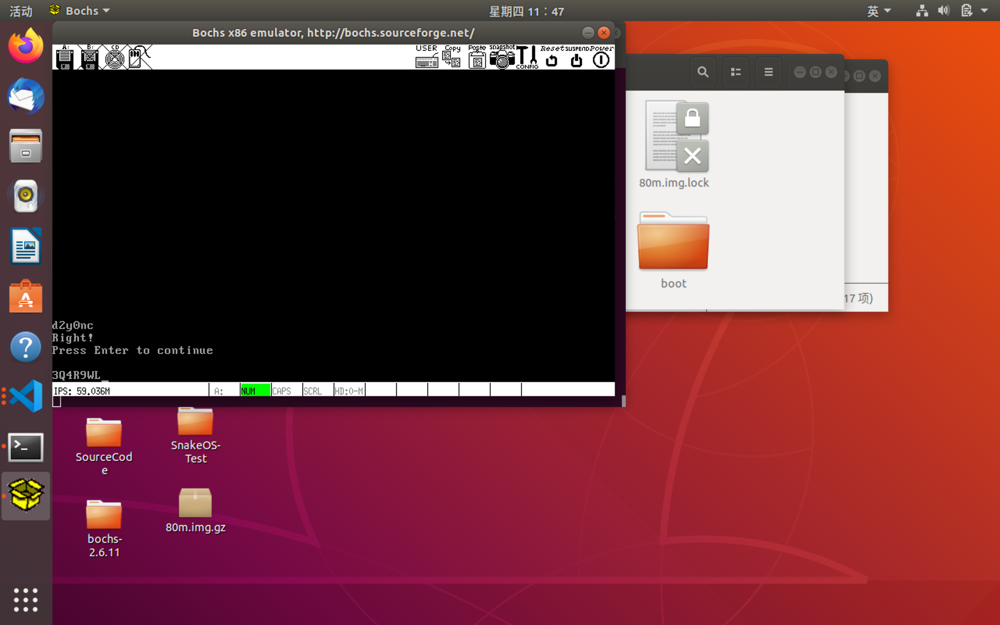 活动
Bochs
星期四 11：47
英
Bochs x86 emulator, http://bochs.sourceforge.net/
A:
B:
CD
USER
Copy
Poste
snapshot
CONFIG
Reset
SUSPEND
Power
80m.img.lock
boot
17 项)
d2y0nc
Right!
Press Enter to continue
3Q4R9WL_
IPS: 59.036M
A:
NUM
CAPS
SCRL
HD:0-M
SourceCod
e
SnakeOS-
Test
bochs-
2.6.11
80m.img.gz